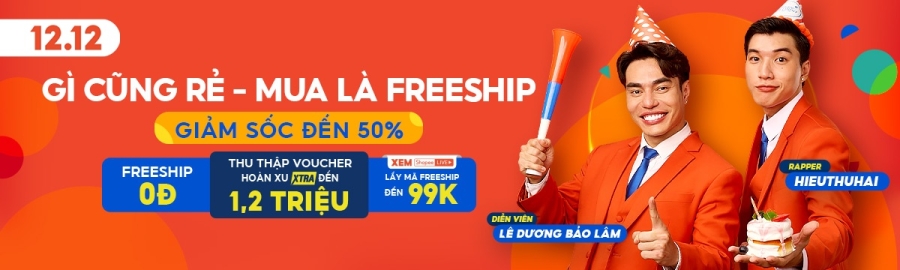 12.12
GÌ CŨNG RẺ - MUA LÀ FREESHIP
GIẢM SỐC ĐẾN 50%
FREESHIP
0Đ
THU THẬP VOUCHER
HOÀN XU XTRA ĐẾN
1,2 TRIỆU
XEM Shopee LIVE
LẤY MÃ FREESHIP
ĐẾN 99K
DIỄN VIÊN
LÊ DƯƠNG BẢO LÂM
RAPPER
HIEUTHUHAI